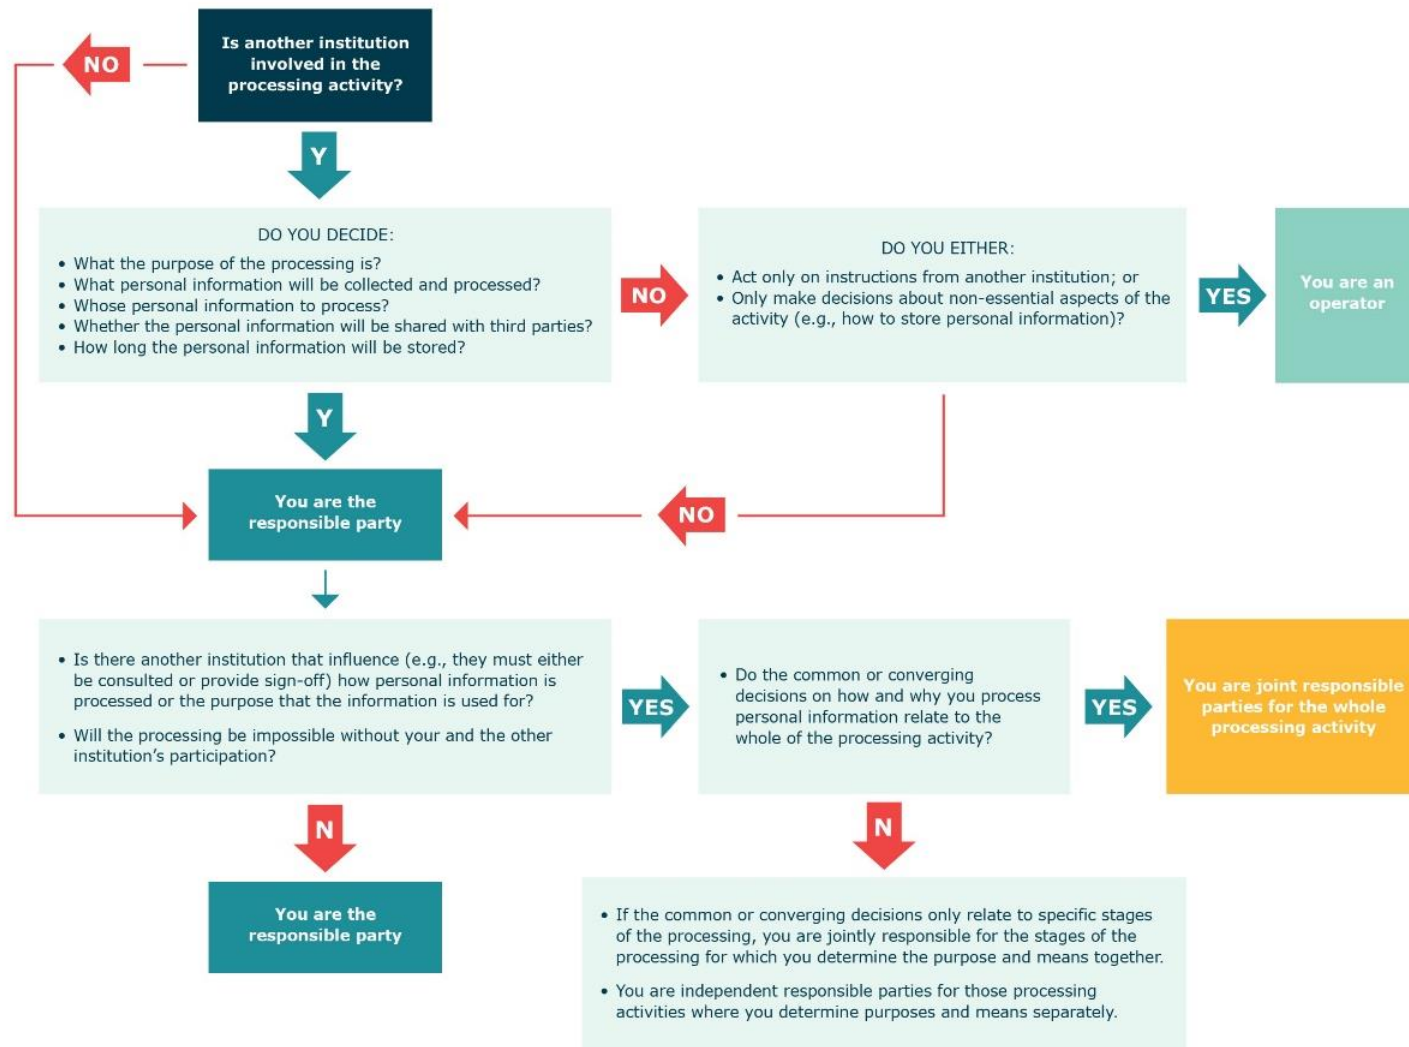 Is another institution
involved in the
processing activity?
NO
Y
DO YOU DECIDE:
• What the purpose of the processing is?
• What personal information will be collected and processed?
• Whose personal information to process?
• Whether the personal information will be shared with third parties?
• How long the personal information will be stored?
NO
DO YOU EITHER:
• Act only on instructions from another institution; or
• Only make decisions about non-essential aspects of the
activity (e.g., how to store personal information)?
YES
You are an
operator
Y
You are the
responsible party
NO
• Is there another institution that influence (e.g., they must either
be consulted or provide sign-off) how personal information is
processed or the purpose that the information is used for?
• Will the processing be impossible without your and the other
institution’s participation?
YES
• Do the common or converging
decisions on how and why you process
personal information relate to the
whole of the processing activity?
YES
You are joint responsible
parties for the whole
processing activity
N
You are the
responsible party
N
• If the common or converging decisions only relate to specific stages
of the processing, you are jointly responsible for the stages of the
processing for which you determine the purpose and means together.
• You are independent responsible parties for those processing
activities where you determine purposes and means separately.